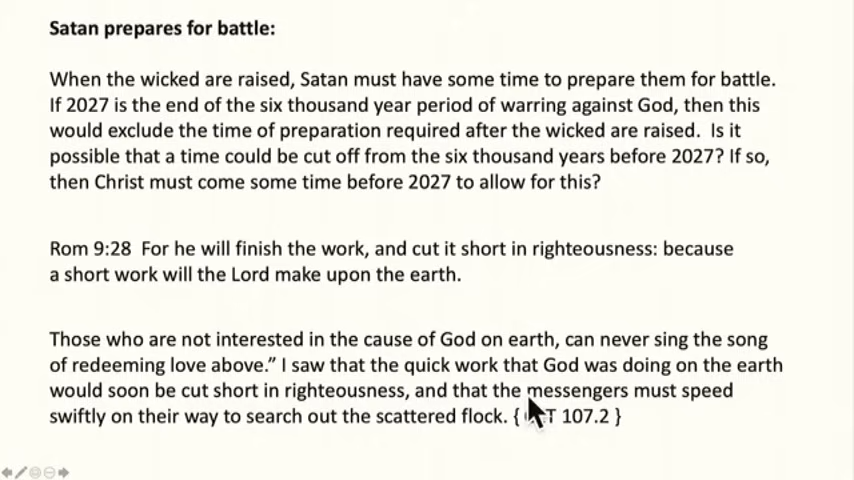 Satan prepares for battle:
When the wicked are raised, Satan must have some time to prepare them for battle.
If 2027 is the end of the six thousand year period of warring against God, then this
would exclude the time of preparation required after the wicked are raised.  Is it
possible that a time could be cut off from the six thousand years before 2027? If so,
then Christ must come some time before 2027 to allow for this?
Rom 9:28  For he will finish the work, and cut it short in righteousness: because
a short work will the Lord make upon the earth.
Those who are not interested in the cause of God on earth, can never sing the song
of redeeming love above.” I saw that the quick work that God was doing on the earth
would soon be cut short in righteousness, and that the messengers must speed
swiftly on their way to search out the scattered flock. { T 107.2 }